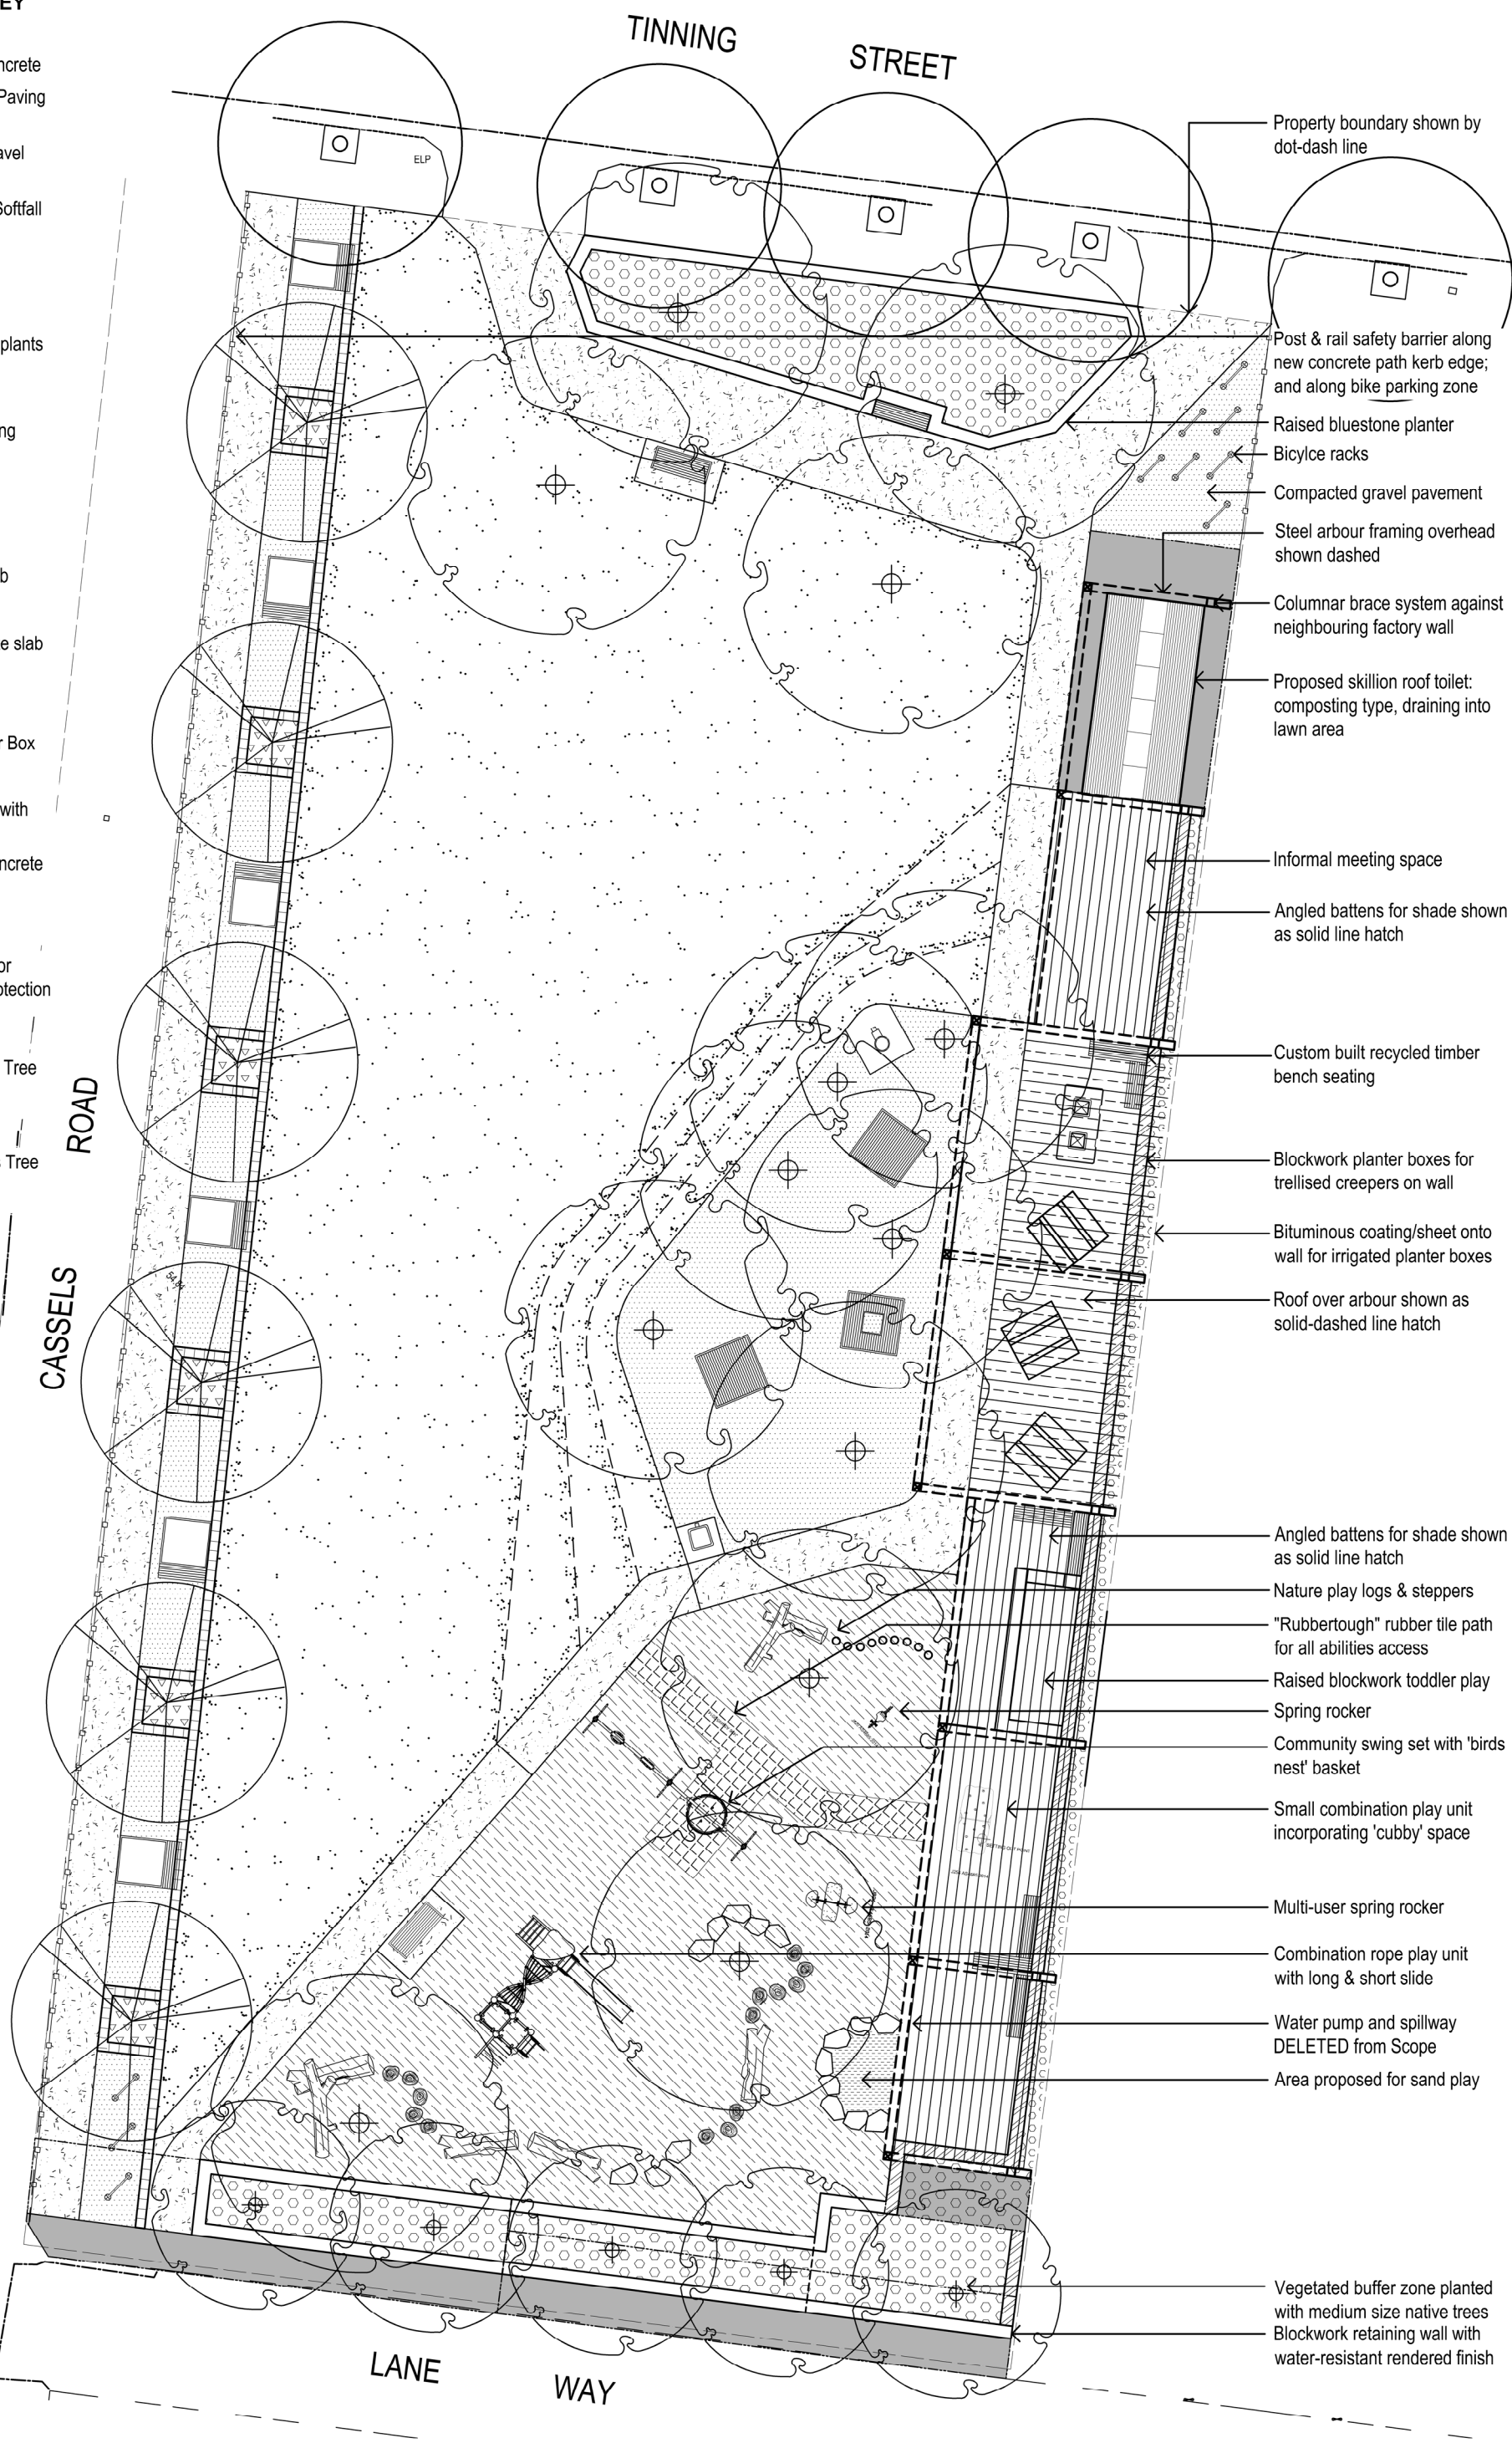 EY
ncrete
Paving
avel
Softfall
plants
ng
b
e slab
r Box
with
ncrete
or
otection
Tree
Tree
TINNING STREET
ELP
CASSELS ROAD
LANE WAY
Property boundary shown by
dot-dash line
Post & rail safety barrier along
new concrete path kerb edge;
and along bike parking zone
Raised bluestone planter
Bicylce racks
Compacted gravel pavement
Steel arbour framing overhead
shown dashed
Columnar brace system against
neighbouring factory wall
Proposed skillion roof toilet:
composting type, draining into
lawn area
Informal meeting space
Angled battens for shade shown
as solid line hatch
Custom built recycled timber
bench seating
Blockwork planter boxes for
trellised creepers on wall
Bituminous coating/sheet onto
wall for irrigated planter boxes
Roof over arbour shown as
solid-dashed line hatch
Angled battens for shade shown
as solid line hatch
Nature play logs & steppers
"Rubbertough" rubber tile path
for all abilities access
Raised blockwork toddler play
Spring rocker
Community swing set with 'birds
nest' basket
Small combination play unit
incorporating 'cubby' space
Multi-user spring rocker
Combination rope play unit
with long & short slide
Water pump and spillway
DELETED from Scope
Area proposed for sand play
Vegetated buffer zone planted
with medium size native trees
Blockwork retaining wall with
water-resistant rendered finish